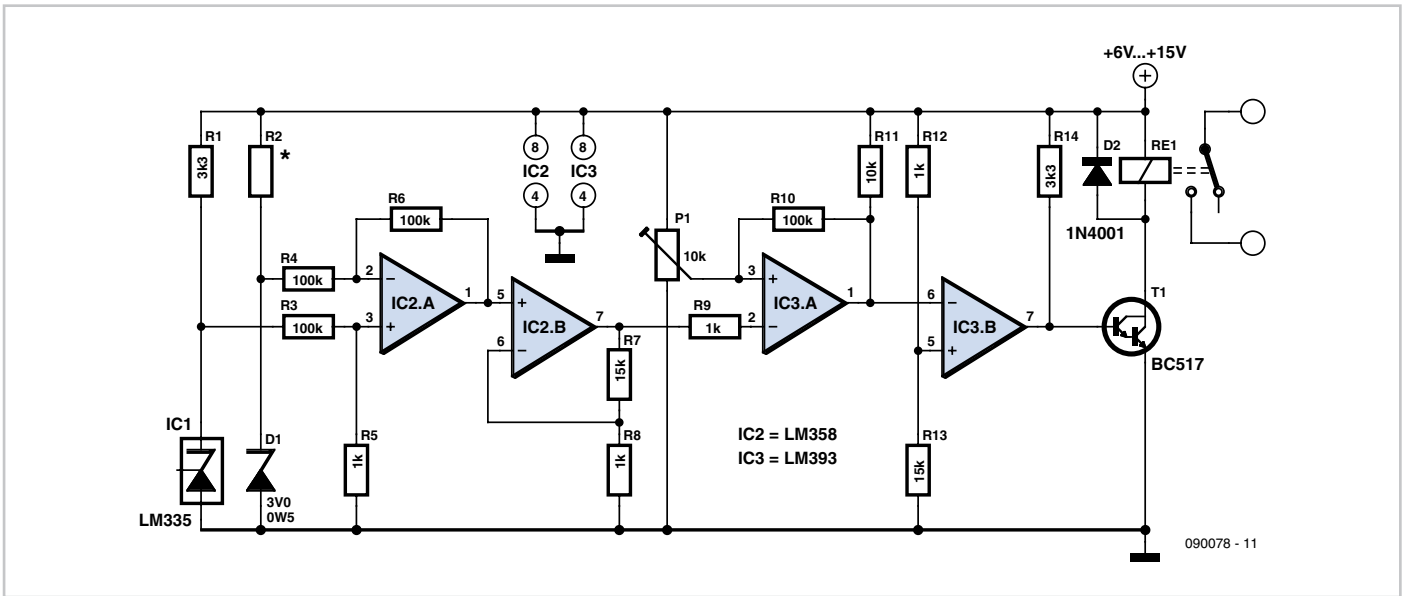 +6V...+15V
R1
3k3
R2
*
8
8
IC2
IC3
4
4
R6
100k
P1
10k
R10
100k
R11
10k
R12
1k
R14
3k3
D2
RE1
1N4001
R4
100k
R3
100k
2
–
3
+
IC2.A
1
5
+
6
–
IC2.B
7
R9
1k
3
+
2
–
IC3.A
1
6
–
5
+
IC3.B
7
T1
BC517
R7
15k
IC1
LM335
D1
3V0
0W5
R5
1k
R8
1k
IC2 = LM358
IC3 = LM393
R13
15k
090078 - 11